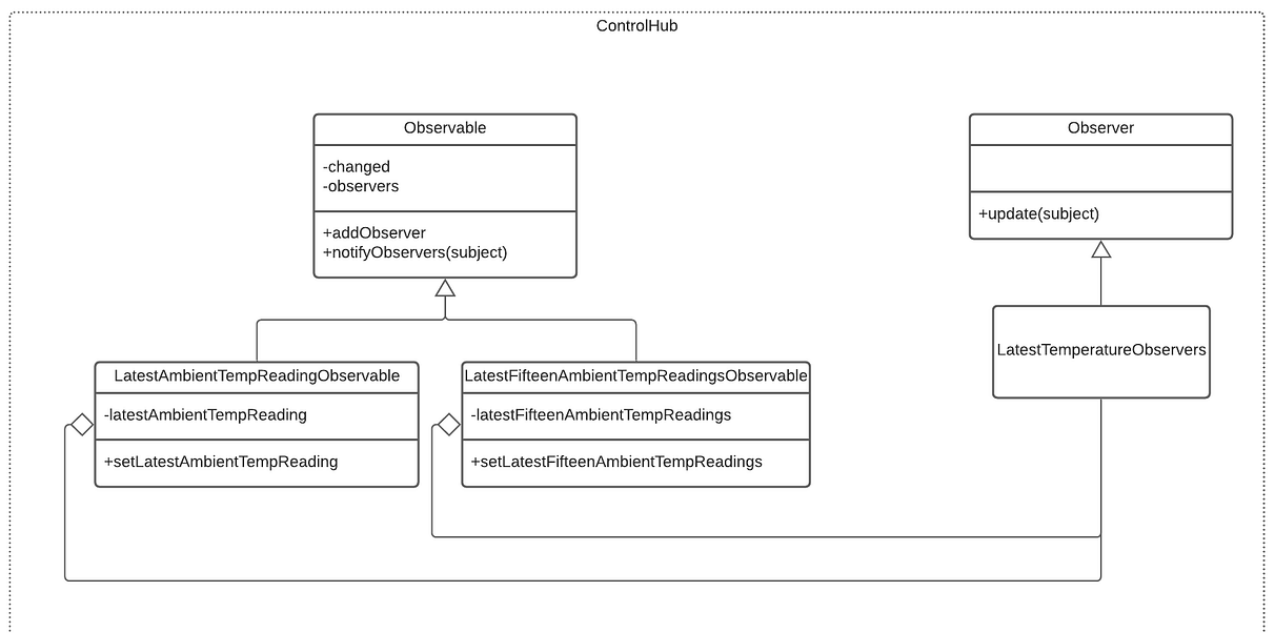 ControlHub
Observable
-changed
-observers
+addObserver
+notifyObservers(subject)
Observer
+update(subject)
LatestTemperatureObservers
LatestAmbientTempReadingObservable
-latestAmbientTempReading
+setLatestAmbientTempReading
LatestFifteenAmbientTempReadingsObservable
-latestFifteenAmbientTempReadings
+setLatestFifteenAmbientTempReadings